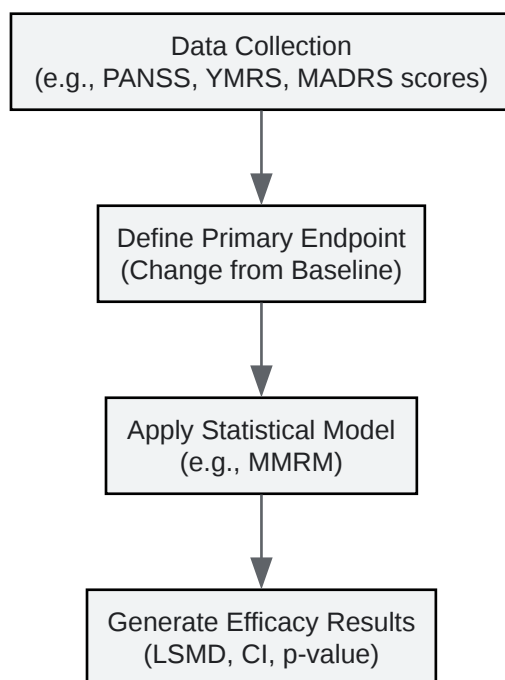 Data Collection
(e.g., PANSS, YMRS, MADRS scores)
Define Primary Endpoint
(Change from Baseline)
Apply Statistical Model
(e.g., MMRM)
Generate Efficacy Results
(LSMD, CI, p-value)